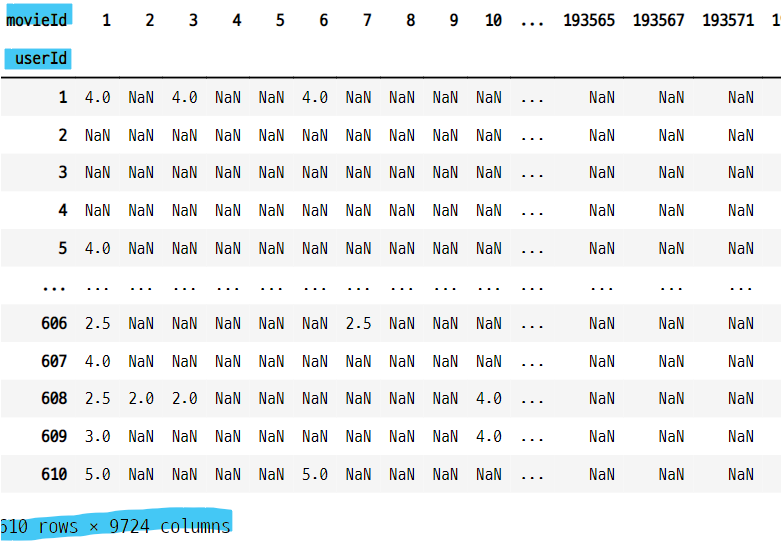 movieId 1 2 3 4 5 6 7 8 9 10 ... 193565 193567 193571
userId
1 4.0 NaN 4.0 NaN NaN 4.0 NaN NaN NaN NaN ... NaN NaN NaN
2 NaN NaN NaN NaN NaN NaN NaN NaN NaN NaN ... NaN NaN NaN
3 NaN NaN NaN NaN NaN NaN NaN NaN NaN NaN ... NaN NaN NaN
4 NaN NaN NaN NaN NaN NaN NaN NaN NaN NaN ... NaN NaN NaN
5 4.0 NaN NaN NaN NaN NaN NaN NaN NaN NaN ... NaN NaN NaN
... ... ... ... ... ... ... ... ... ... ... ... ... ... ...
606 2.5 NaN NaN NaN NaN NaN 2.5 NaN NaN NaN ... NaN NaN NaN
607 4.0 NaN NaN NaN NaN NaN NaN NaN NaN NaN ... NaN NaN NaN
608 2.5 2.0 2.0 NaN NaN NaN NaN NaN NaN 4.0 ... NaN NaN NaN
609 3.0 NaN NaN NaN NaN NaN NaN NaN NaN 4.0 ... NaN NaN NaN
610 5.0 NaN NaN NaN NaN 5.0 NaN NaN NaN NaN ... NaN NaN NaN
610 rows × 9724 columns